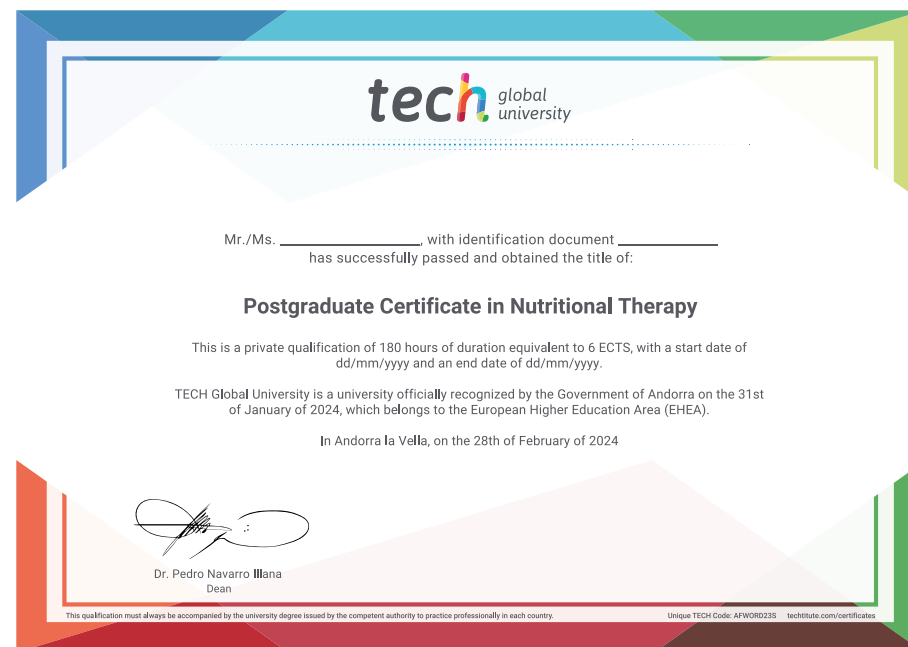 tech global university
Mr./Ms. ____________________, with identification document ______________
has successfully passed and obtained the title of:
Postgraduate Certificate in Nutritional Therapy
This is a private qualification of 180 hours of duration equivalent to 6 ECTS, with a start date of
dd/mm/yyyy and an end date of dd/mm/yyyy.
TECH Global University is a university officially recognized by the Government of Andorra on the 31st
of January of 2024, which belongs to the European Higher Education Area (EHEA).
In Andorra la Vella, on the 28th of February of 2024
Dr. Pedro Navarro Illana
Dean
This qualification must always be accompanied by the university degree issued by the competent authority to practice professionally in each country.
Unique TECH Code: AFWORD23S techtitute.com/certificates